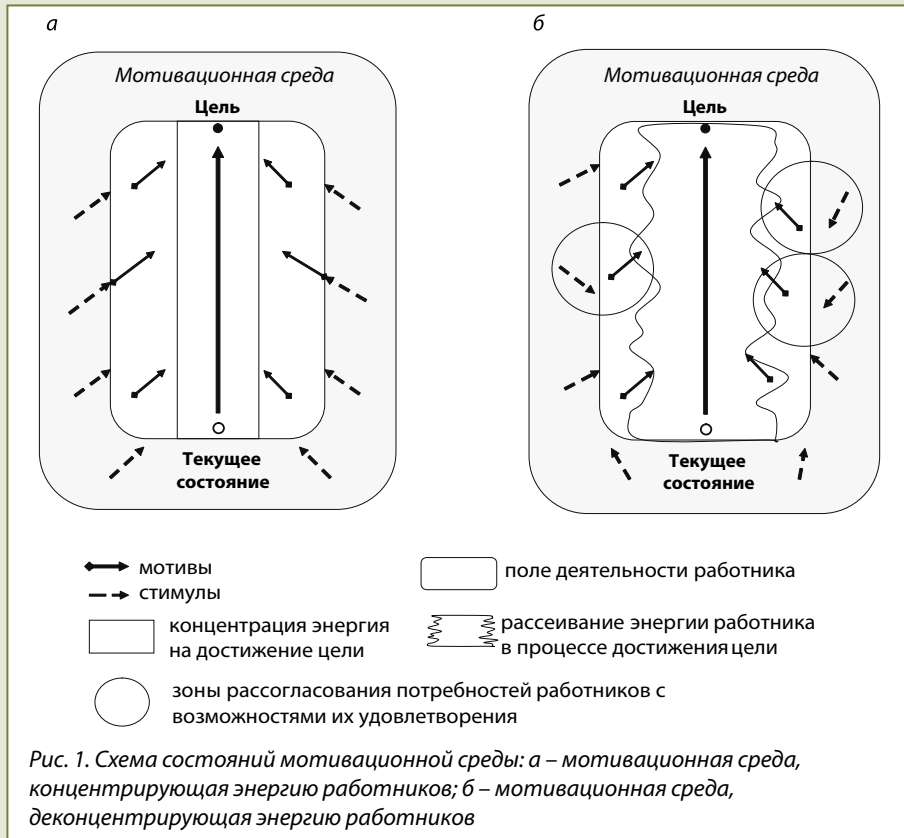 а
Мотивационная среда
Цель
Текущее
состояние
б
Мотивационная среда
Цель
Текущее
состояние
мотивы
стимулы
концентрация энергия
на достижение цели
поле деятельности работника
рассеивание энергии работника
в процессе достижения цели
зоны рассогласования потребностей работников с
возможностями их удовлетворения
Рис. 1. Схема состояний мотивационной среды: а – мотивационная среда,
концентрирующая энергию работников; б – мотивационная среда,
деконцентрирующая энергию работников